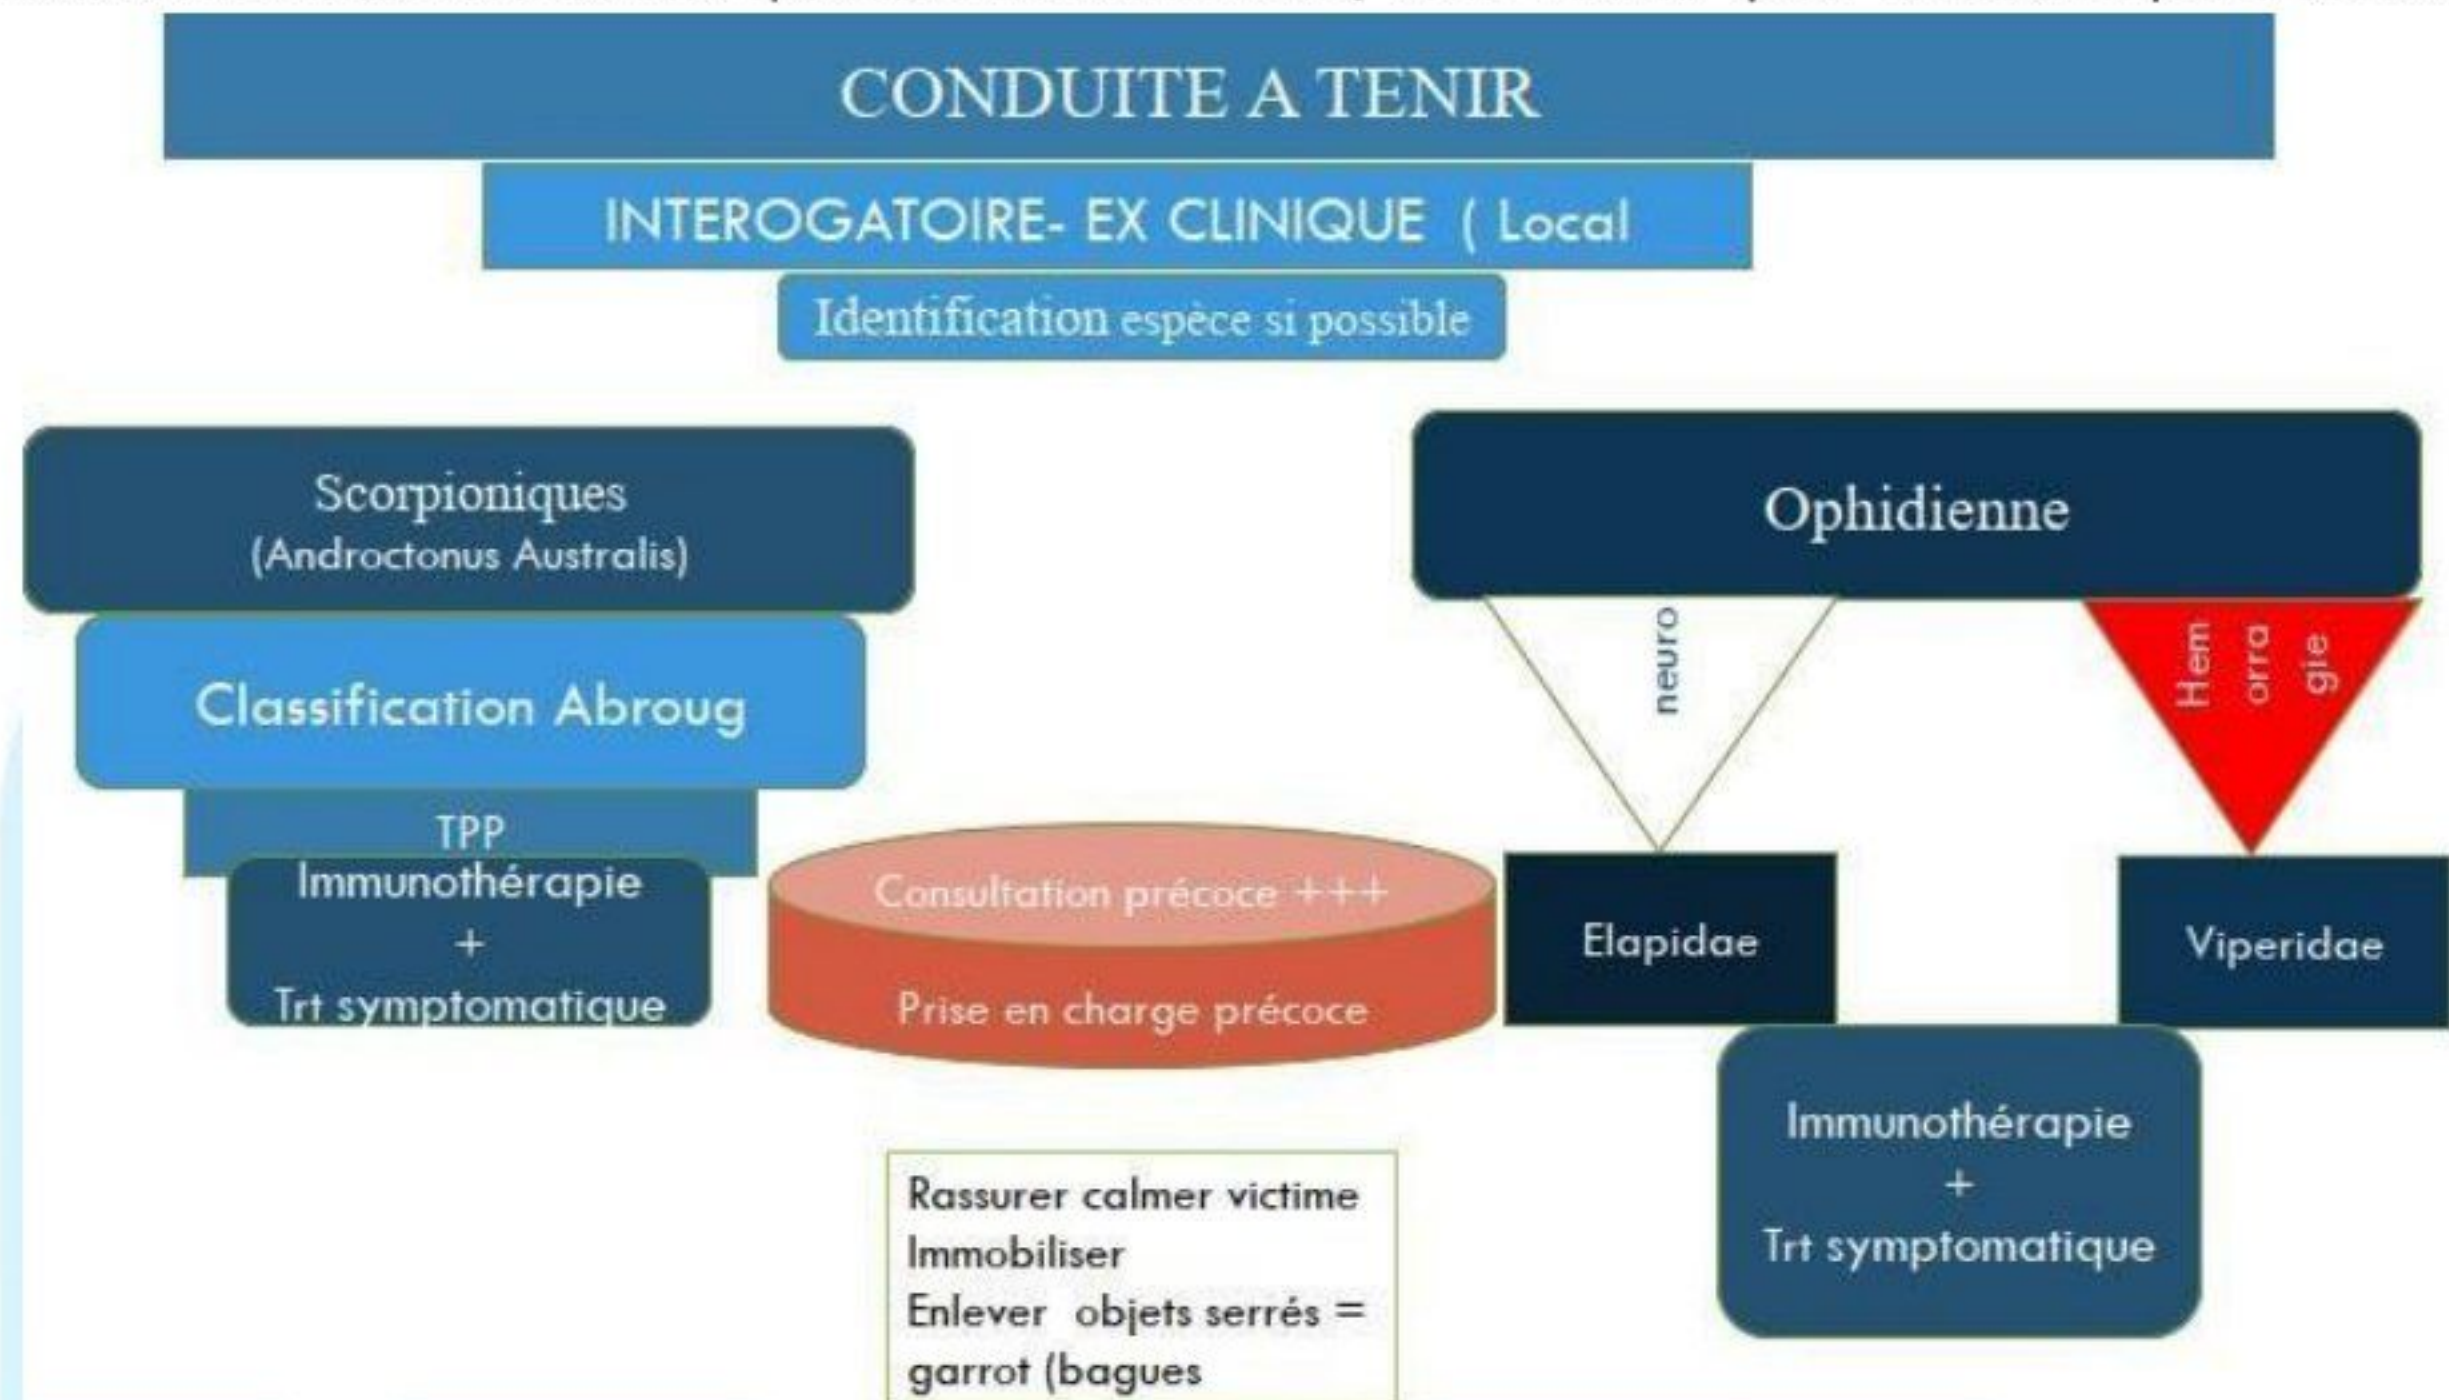 CONDUITE A TENIR
INTEROGATOIRE- EX CLINIQUE ( Local
Identification espèce si possible
Scorpioniques
(Androctonus Australis)
Classification Abroug
TPP
Immunothérapie
+
Trt symptomatique
Consultation précoce +++
Prise en charge précoce
Rassurer calmer victime
Immobiliser
Enlever objets serrés =
garrot (bagues
Ophidienne
neuro
Hem
orra
gie
Elapidae
Viperidae
Immunothérapie
+
Trt symptomatique